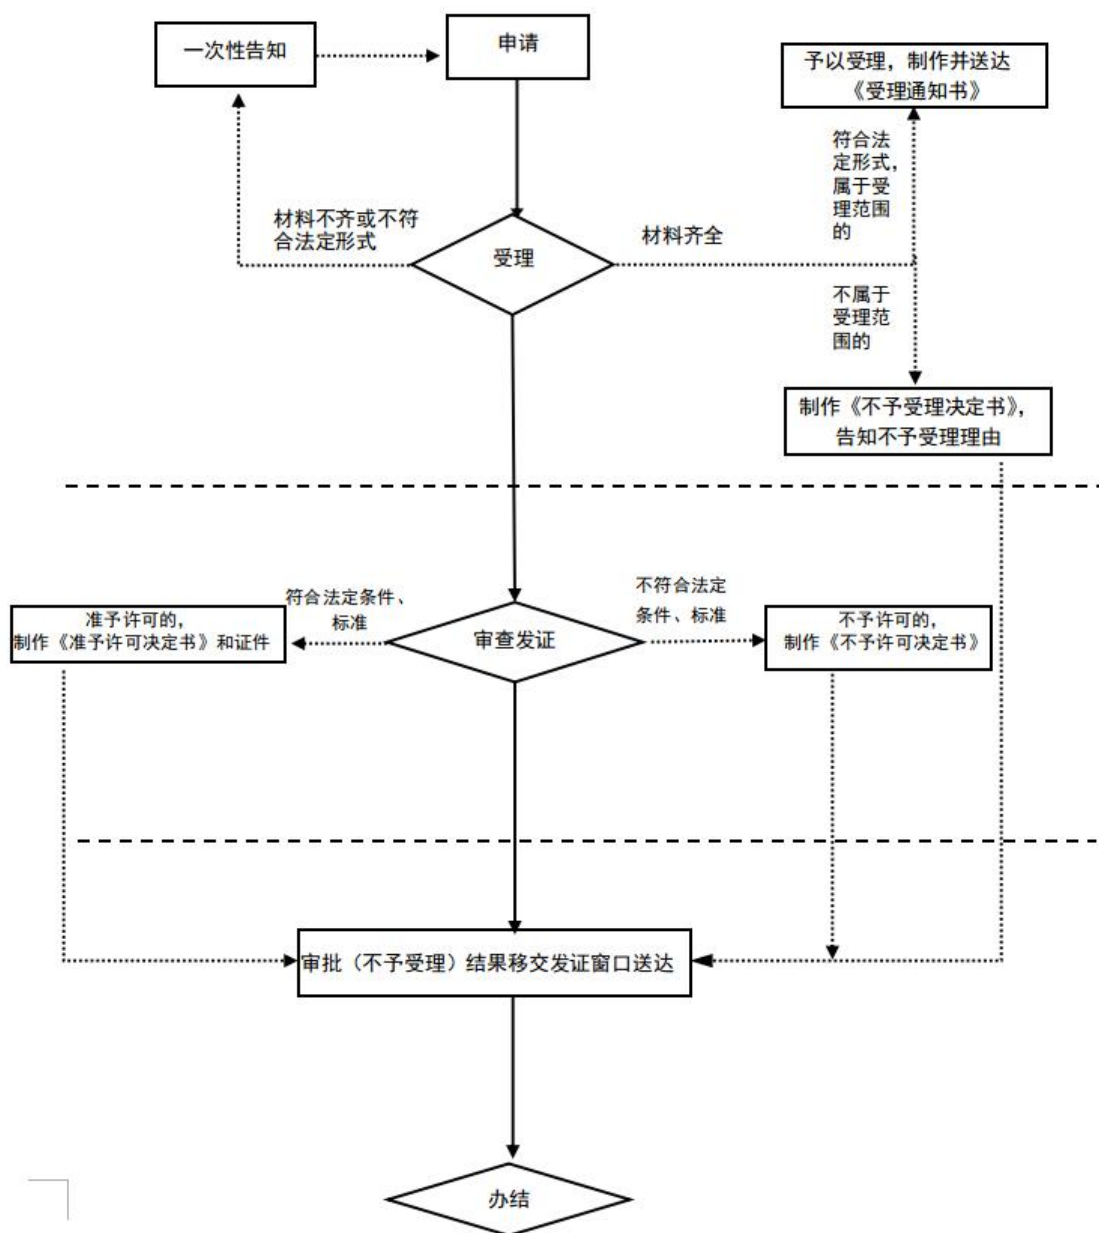 一次性告知
申请
予以受理，制作并送达
《受理通知书》
符合法
定形式，
属于受
理范围
的
材料不齐或不符
合法定形式
受理
材料齐全
不属于
受理范
围的
制作《不予受理决定书》，
告知不予受理理由
符合法定条件、
标准
不符合法定
条件、标准
准予许可的，
制作《准予许可决定书》和证件
审查发证
不予许可的，
制作《不予许可决定书》
审批（不予受理）结果移交发证窗口送达
办结